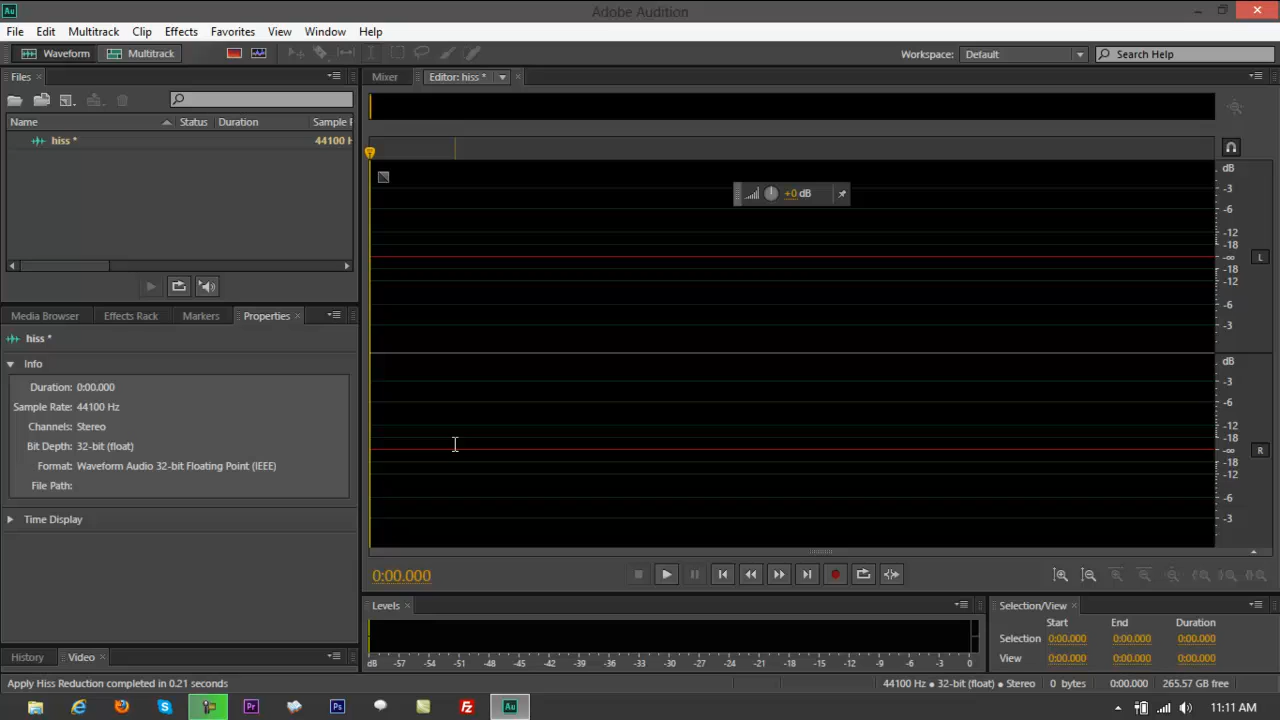 Au
Adobe Audition
File Edit Multitrack Clip Effects Favorites View Window Help
Waveform Multitrack Workspace: Default Search Help
Files × Mixer Editor: hiss * ×
Name Status Duration Sample R
hiss * 44100 H
+0 dB
dB
-3
-6
-12
-18
-∞ L
-18
-12
-6
-3
dB
-3
-6
-12
-18
-∞ R
-18
-12
-6
-3
Media Browser Effects Rack Markers Properties ×
hiss *
Info
Duration: 0:00.000
Sample Rate: 44100 Hz
Channels: Stereo
Bit Depth: 32-bit (float)
Format: Waveform Audio 32-bit Floating Point (IEEE)
File Path:
Time Display
0:00.000
Levels × Selection/View ×
Start End Duration
Selection 0:00.000 0:00.000 0:00.000
View 0:00.000 0:00.000 0:00.000
dB -57 -54 -51 -48 -45 -42 -39 -36 -33 -30 -27 -24 -21 -18 -15 -12 -9 -6 -3 0
History Video ×
Apply Hiss Reduction completed in 0.21 seconds 44100 Hz • 32-bit (float) • Stereo 0 bytes 0:00.000 265.57 GB free
Pr Ps Fz Au 11:11 AM